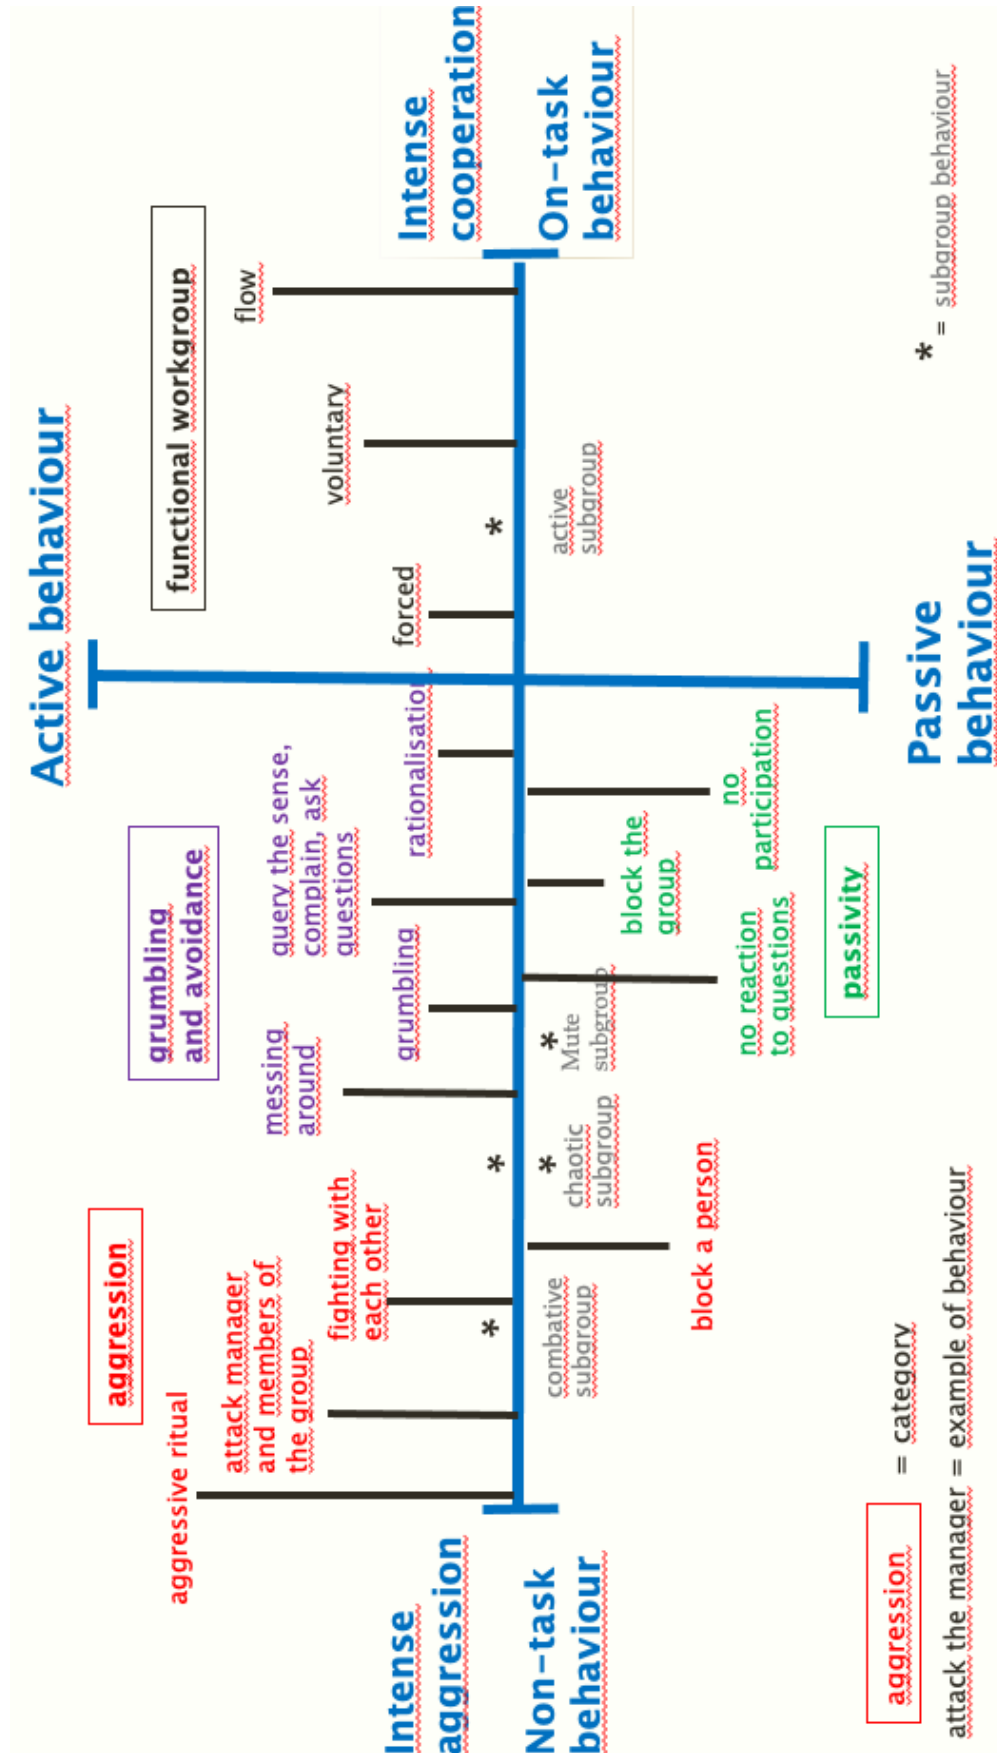 Active behaviour
functional workgroup
flow
voluntary
forced
Intense
cooperation
On-task
behaviour
*
active
subgroup
grumbling
and avoidance
query the sense,
complain, ask
questions
rationalisation
grumbling
messing
around
aggression
aggressive ritual
attack manager
and members of
the group
fighting with
each other
*
*
Intense
aggression
Non-task
behaviour
combative
subgroup
*
chaotic
subgroup
*
Mute
subgroup
block a person
block the
group
no
participation
no reaction
to questions
passivity
Passive
behaviour
aggression
= category
attack the manager = example of behaviour
* = subgroup behaviour